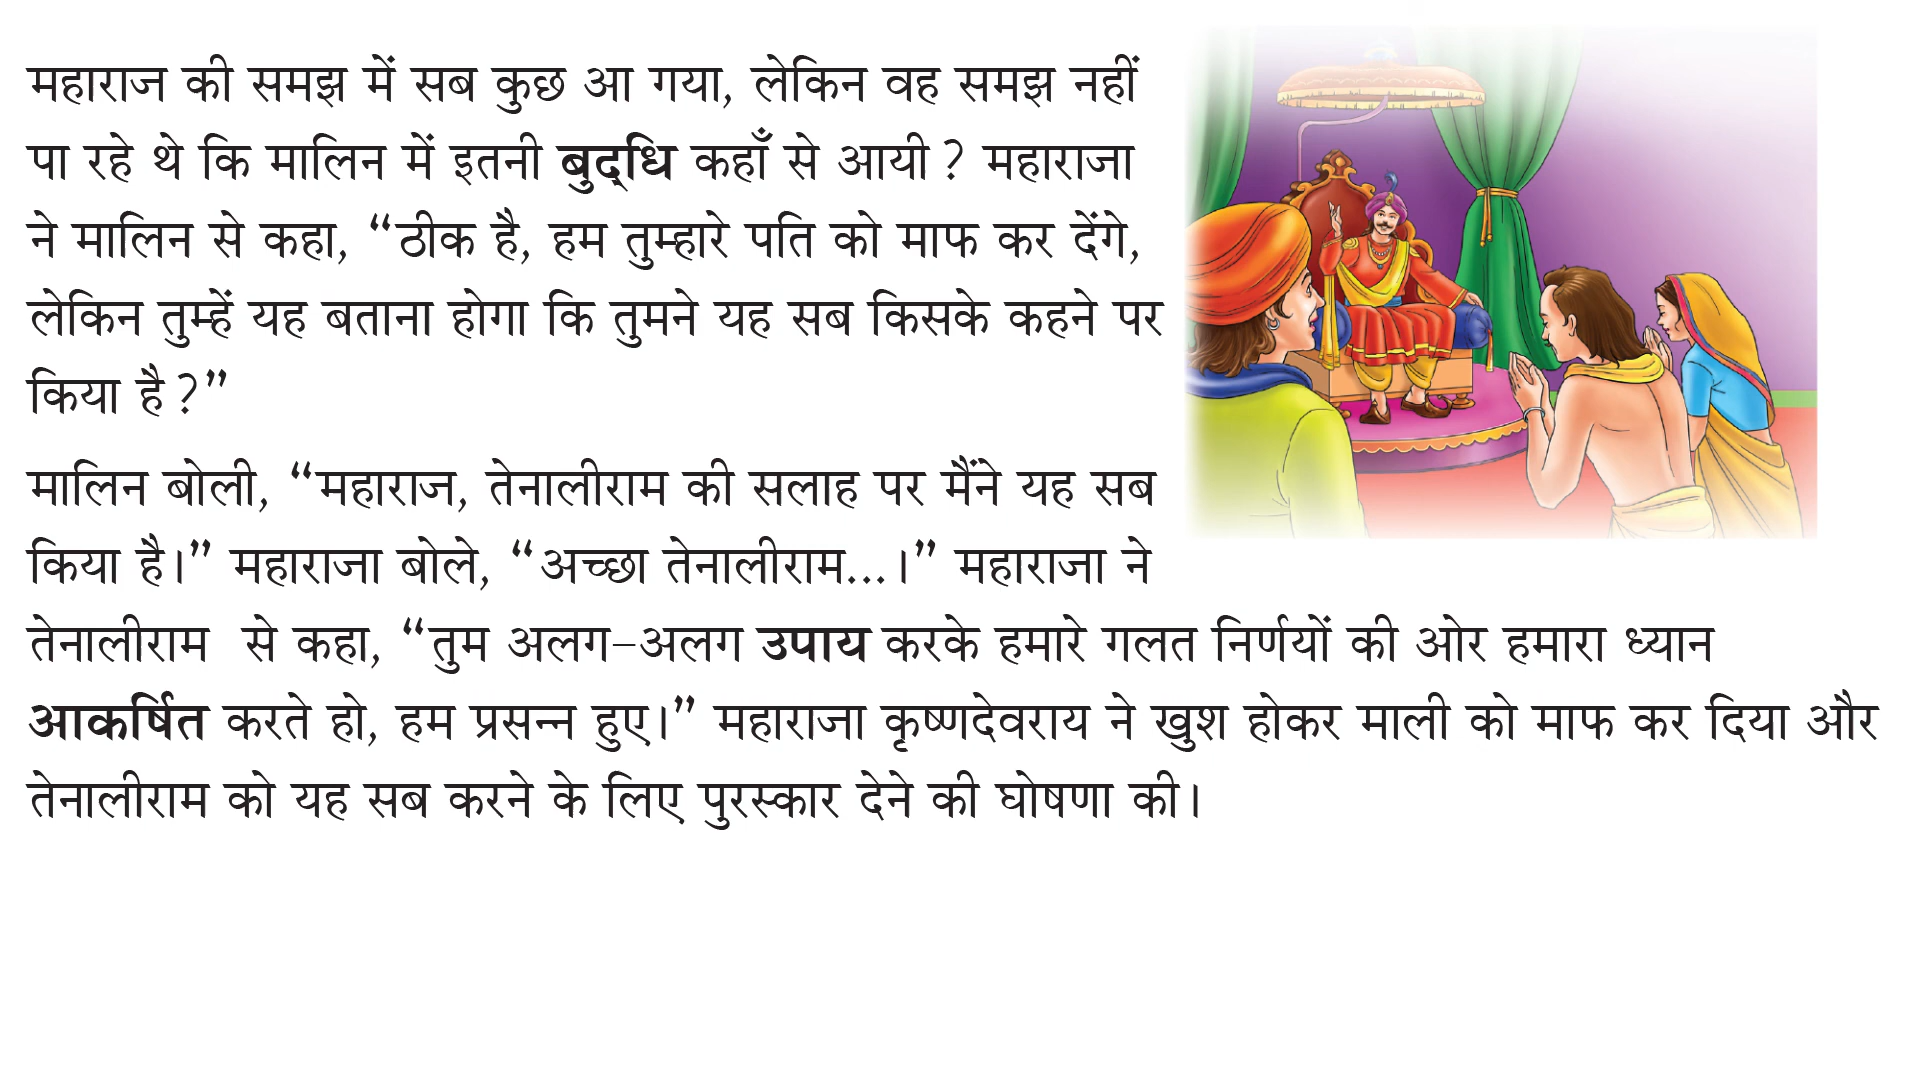 महाराज की समझ में सब कुछ आ गया, लेकिन वह समझ नहीं
पा रहे थे कि मालिन में इतनी बुद्‌धि कहाँ से आयी ? महाराजा
ने मालिन से कहा, “ठीक है, हम तुम्हारे पति को माफ कर देंगे,
लेकिन तुम्हें यह बताना होगा कि तुमने यह सब किसके कहने पर
किया है ?”
मालिन बोली, “महाराज, तेनालीराम की सलाह पर मैंने यह सब
किया है।” महाराजा बोले, “अच्छा तेनालीराम...।” महाराजा ने
तेनालीराम से कहा, “तुम अलग-अलग उपाय करके हमारे गलत निर्णयों की ओर हमारा ध्यान
आकर्षित करते हो, हम प्रसन्न हुए।” महाराजा कृष्णदेवराय ने खुश होकर माली को माफ कर दिया और
तेनालीराम को यह सब करने के लिए पुरस्कार देने की घोषणा की।